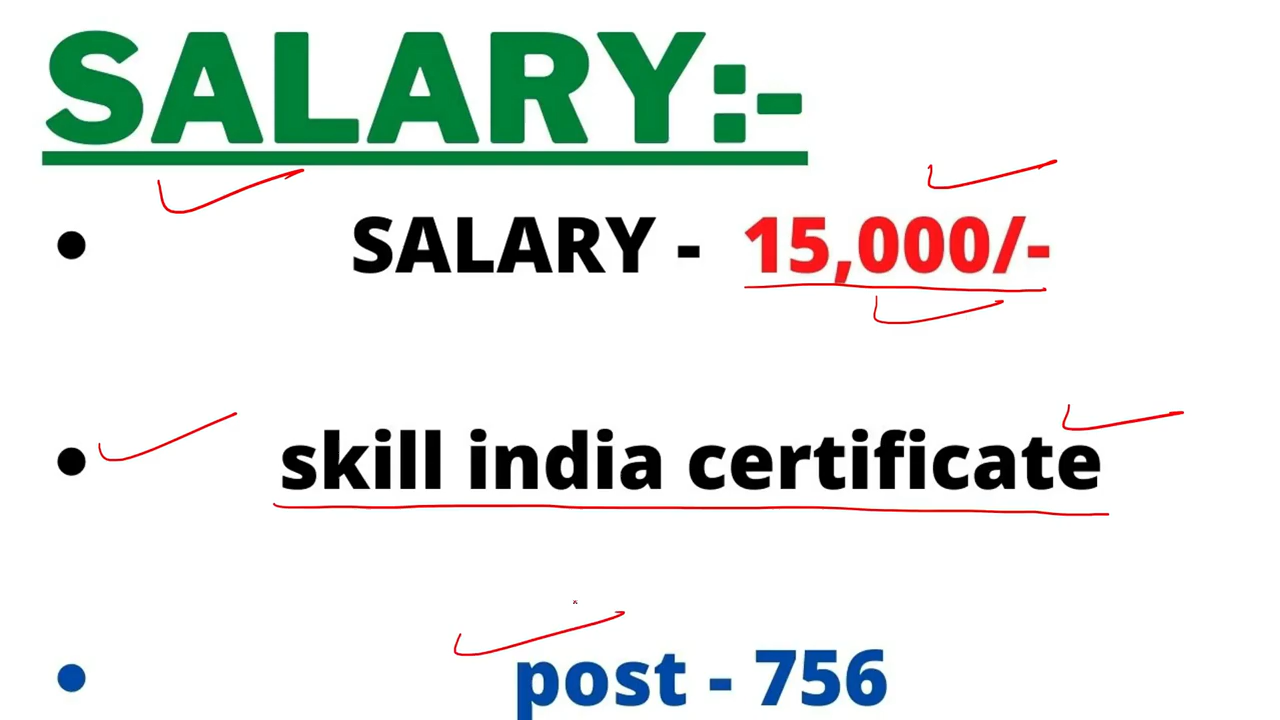 SALARY:-
• SALARY - 15,000/-
• skill india certificate
• post - 756